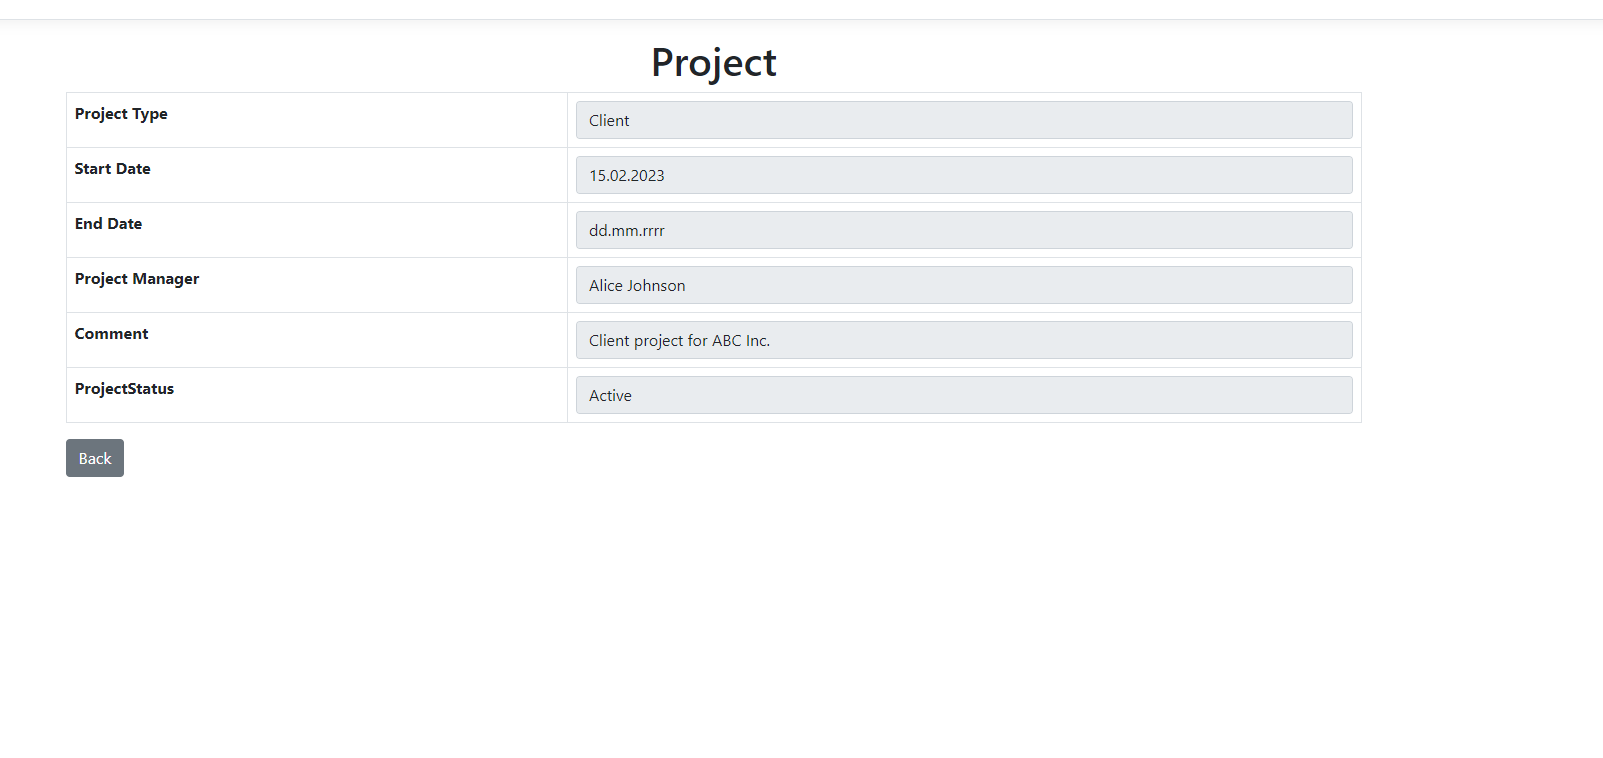 Project
Project Type
Client
Start Date
15.02.2023
End Date
dd.mm.rrrr
Project Manager
Alice Johnson
Comment
Client project for ABC Inc.
ProjectStatus
Active
Back